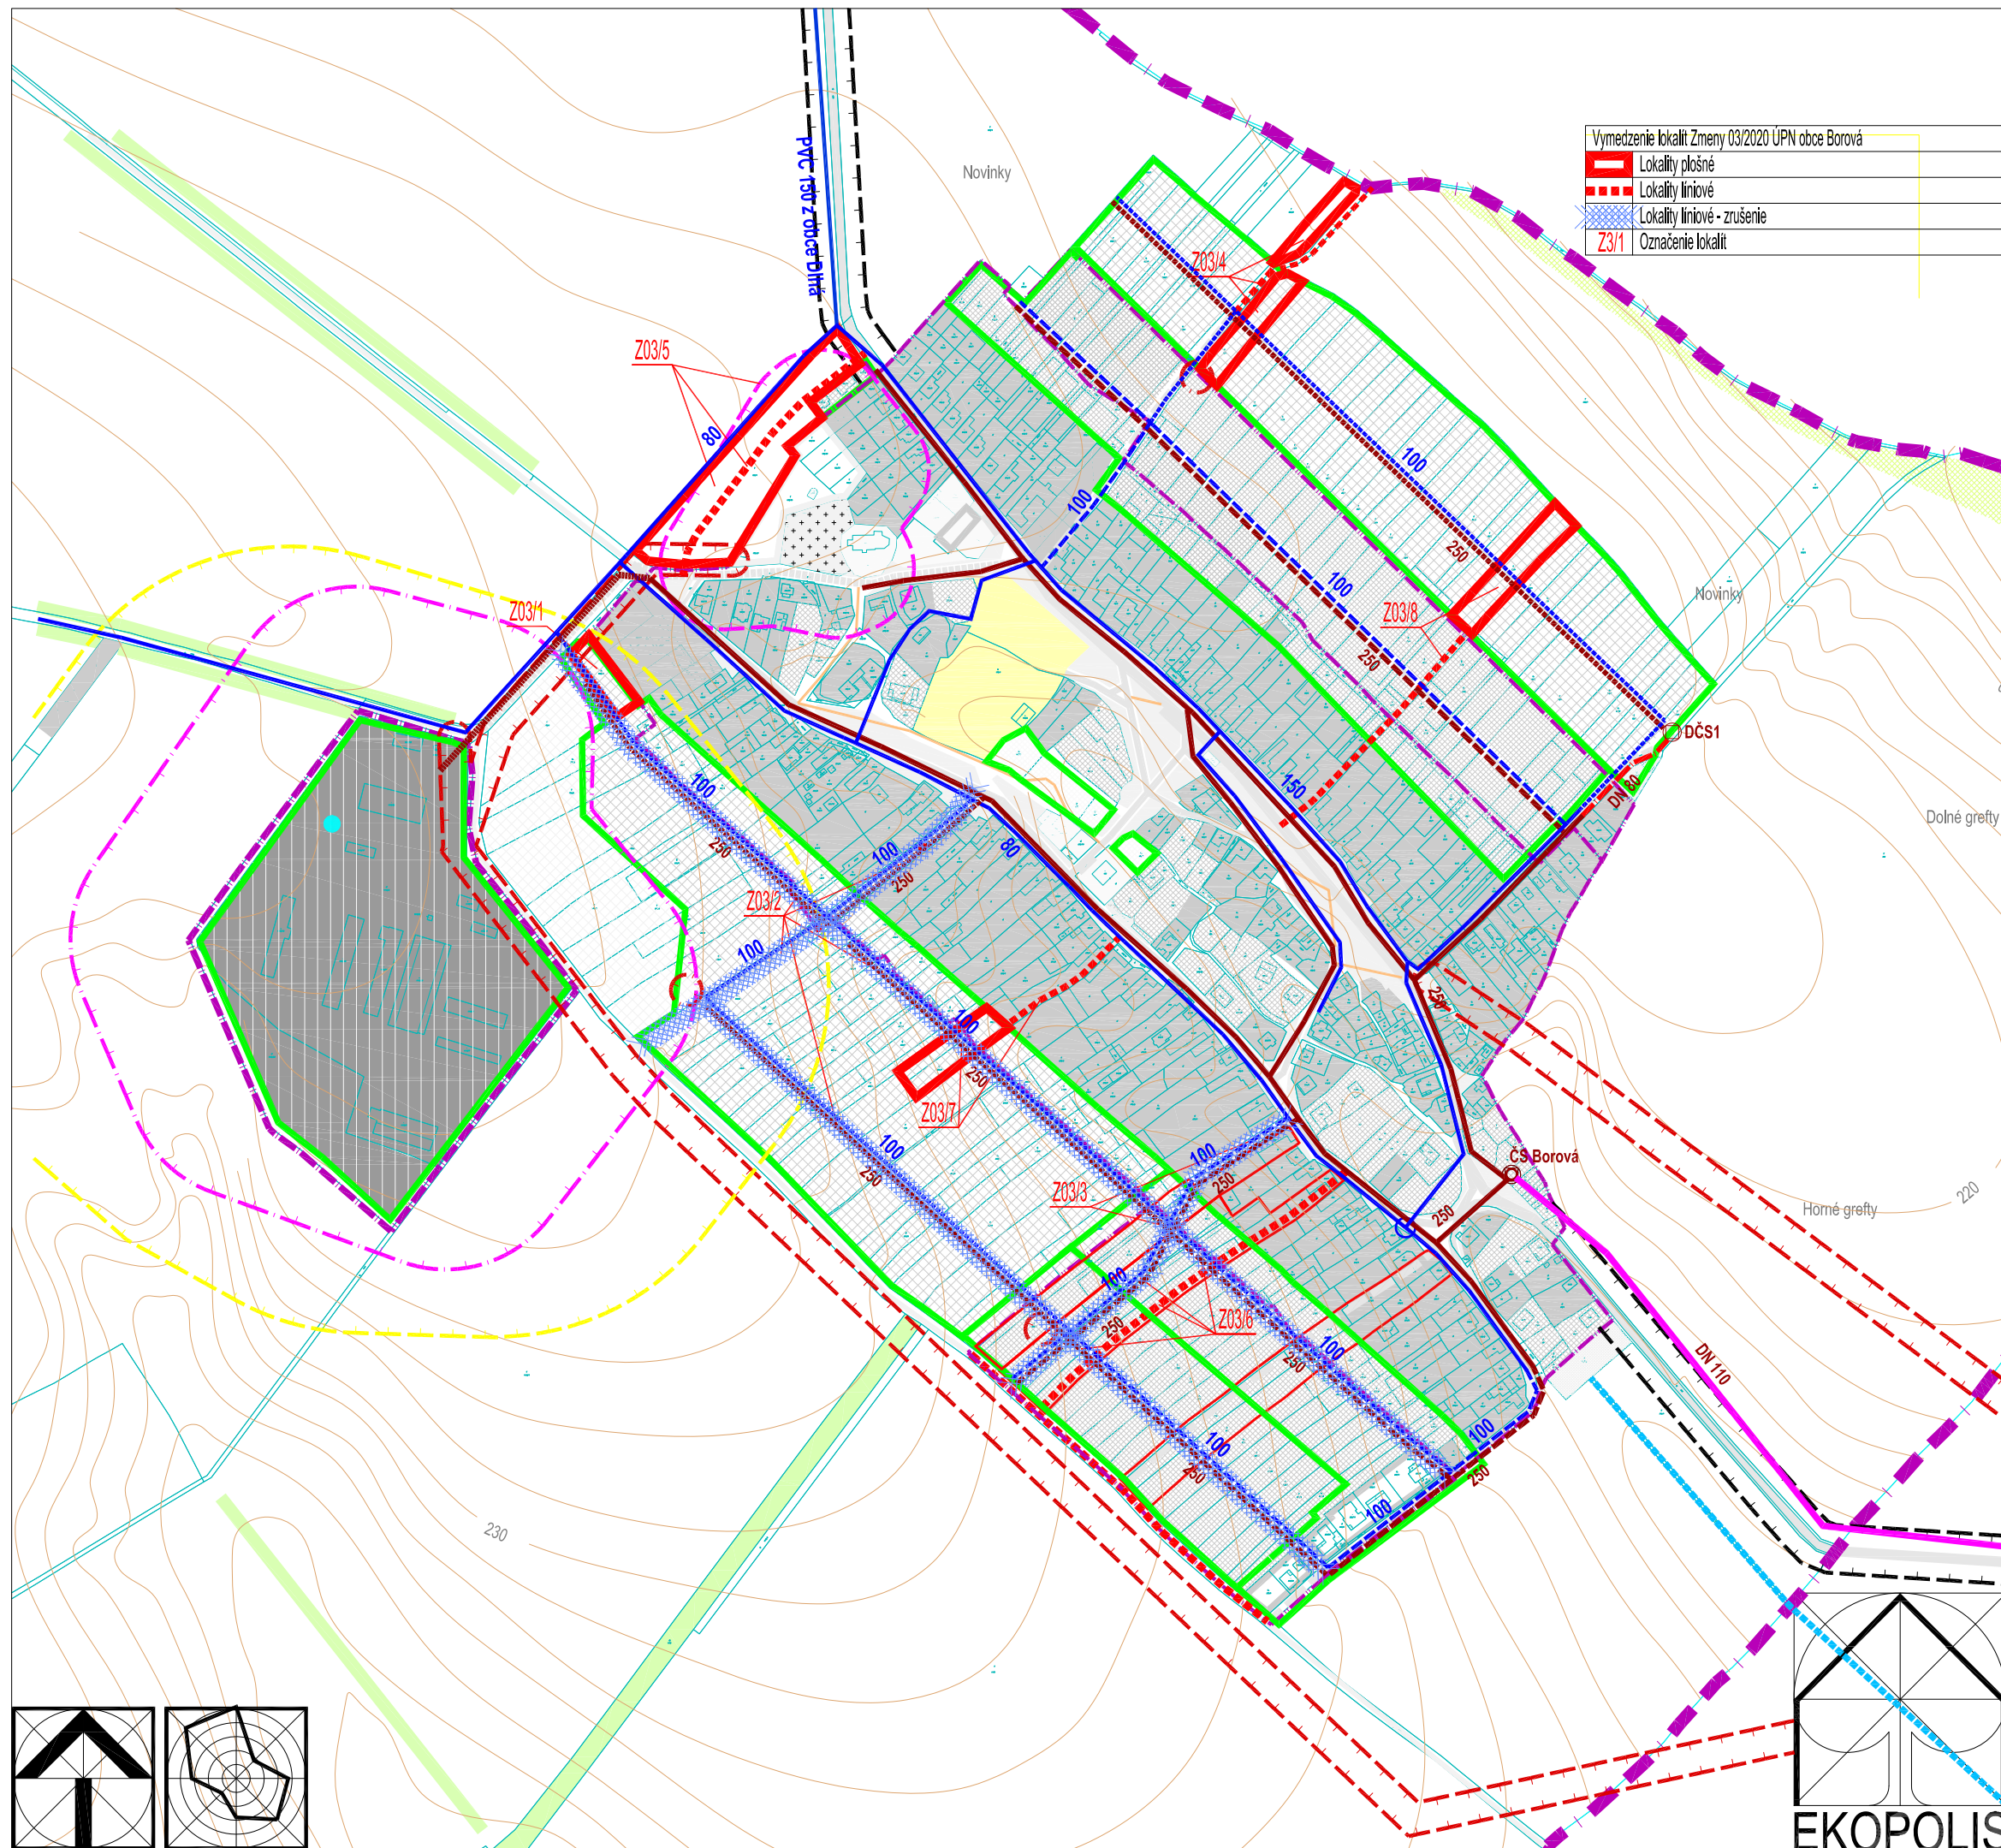 Vymedzenie lokalít Zmeny 03/2020 ÚPN obce Borová
Lokality plošné
Lokality líniové
Lokality líniové - zrušenie
Z3/1 Označenie lokalít
PVC 150 z obce Dlhá
Novinky
Z03/4
Z03/5
80
100
100
250
100
250
Novinky
Z03/8
Z03/1
DČS1
DN 80
150
Dolné grefty
100
250
100
250
80
Z03/2
100
250
100
250
Z03/7
100
250
ČS Borová
100
250
Z03/3
250
Horné grefty
220
100
250
Z03/6
100
250
DN 110
100
250
100
250
100
230
EKOPOLIS